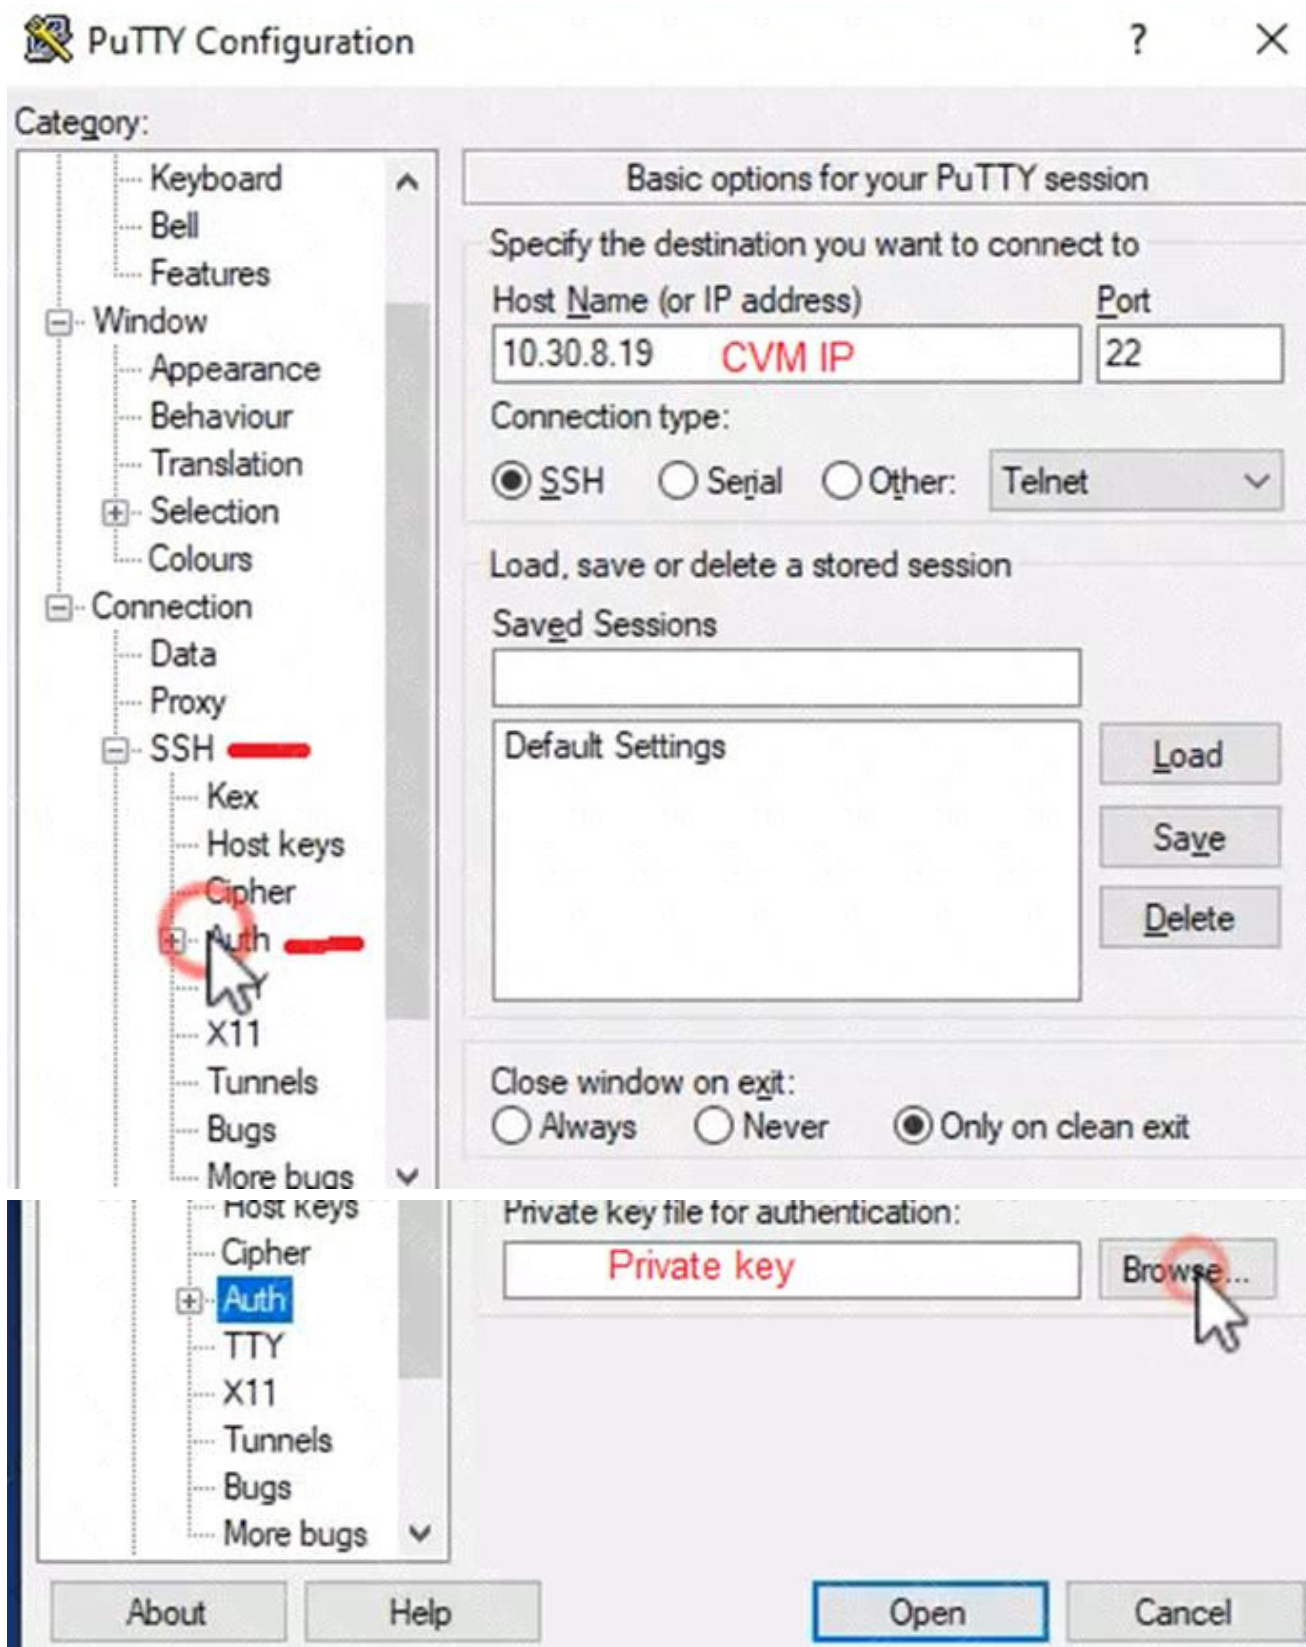 PuTTY Configuration ? ×
Category:
Keyboard
Bell
Features
Window
Appearance
Behaviour
Translation
Selection
Colours
Connection
Data
Proxy
SSH
Kex
Host keys
Cipher
Auth
X11
Tunnels
Bugs
More bugs
Basic options for your PuTTY session
Specify the destination you want to connect to
Host Name (or IP address) Port
10.30.8.19 CVM IP 22
Connection type:
SSH Serial Other: Telnet
Load, save or delete a stored session
Saved Sessions
Default Settings
Load
Save
Delete
Close window on exit:
Always Never Only on clean exit
Host keys
Cipher
Auth
TTY
X11
Tunnels
Bugs
More bugs
Private key file for authentication:
Private key Browse...
About Help Open Cancel